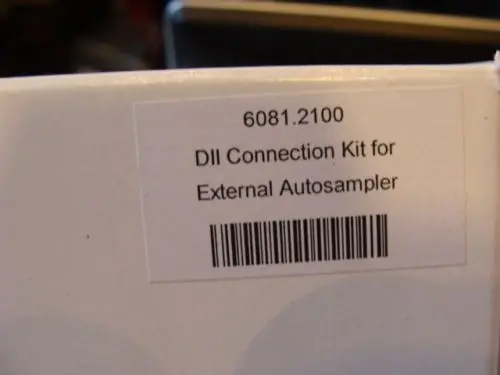 6081.2100
DII Connection Kit for
External Autosampler